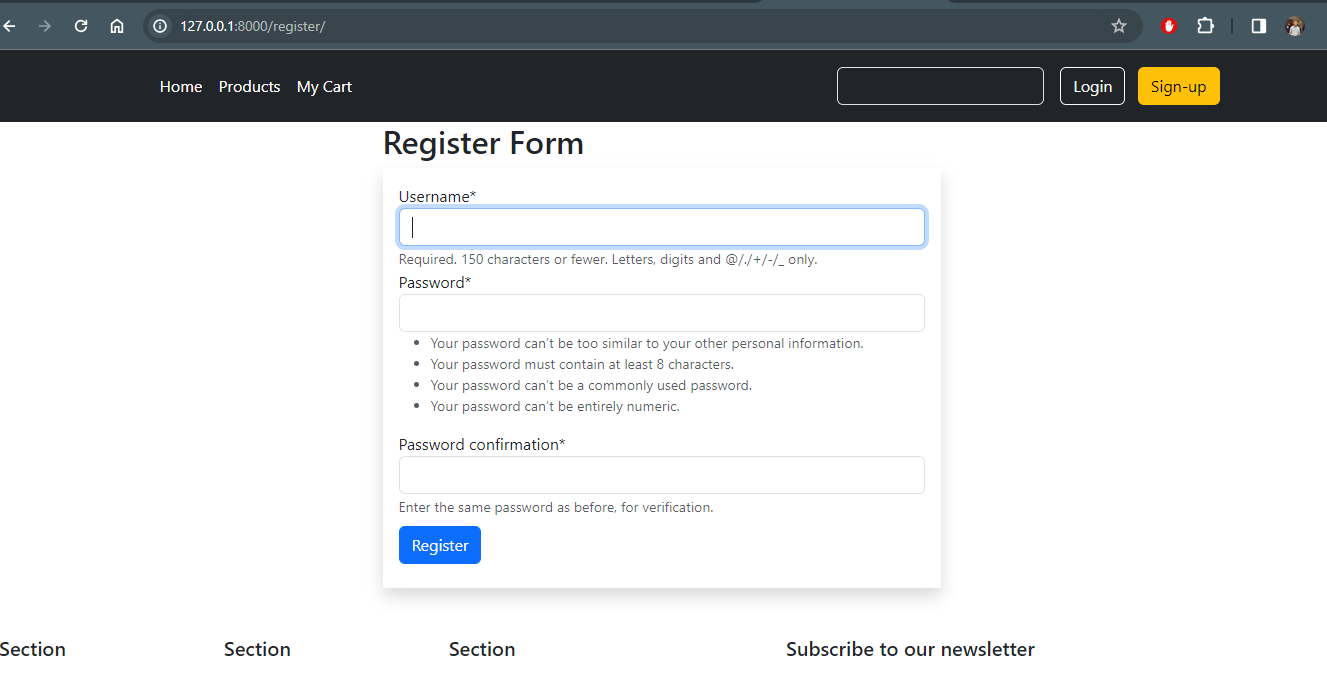 127.0.0.1:8000/register/
Home Products My Cart Login Sign-up
Register Form
Username*
Required. 150 characters or fewer. Letters, digits and @/./+/-/_ only.
Password*
Your password can't be too similar to your other personal information.
Your password must contain at least 8 characters.
Your password can't be a commonly used password.
Your password can't be entirely numeric.
Password confirmation*
Enter the same password as before, for verification.
Register
Section Section Section Subscribe to our newsletter